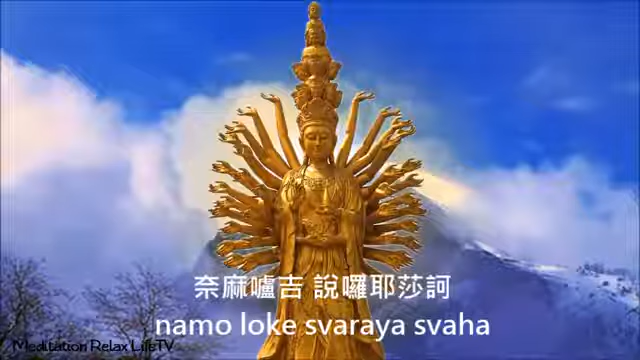 奈麻嚧吉 說囉耶莎訶
namo loke svaraya svaha
Meditation Relax LifeTV